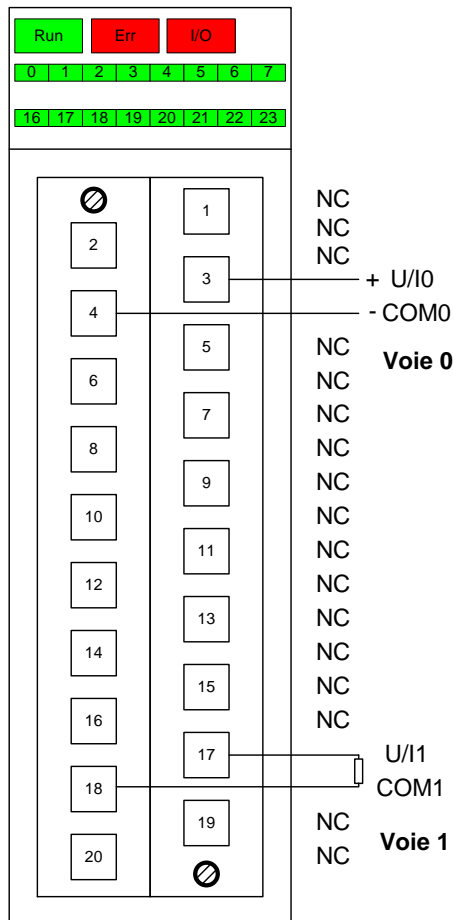 Run Err I/O
0 1 2 3 4 5 6 7
16 17 18 19 20 21 22 23
1 NC
2 NC
NC
3 + U/I0
4 - COM0
5 NC Voie 0
6 NC
7 NC
8 NC
9 NC
10 NC
11 NC
12 NC
13 NC
14 NC
15 NC
16 NC
17 U/I1
18 COM1
19 NC Voie 1
20 NC